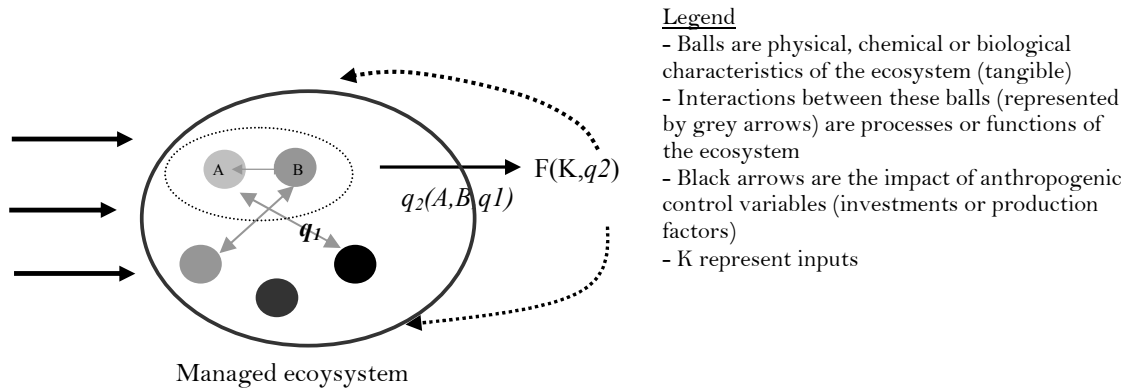 Legend
- Balls are physical, chemical or biological
characteristics of the ecosystem (tangible)
- Interactions between these balls (represented
by grey arrows) are processes or functions of
the ecosystem
- Black arrows are the impact of anthropogenic
control variables (investments or production
factors)
- K represent inputs
A
B
F(K,q2)
q2(A,B,q1)
q1
Managed ecoysystem